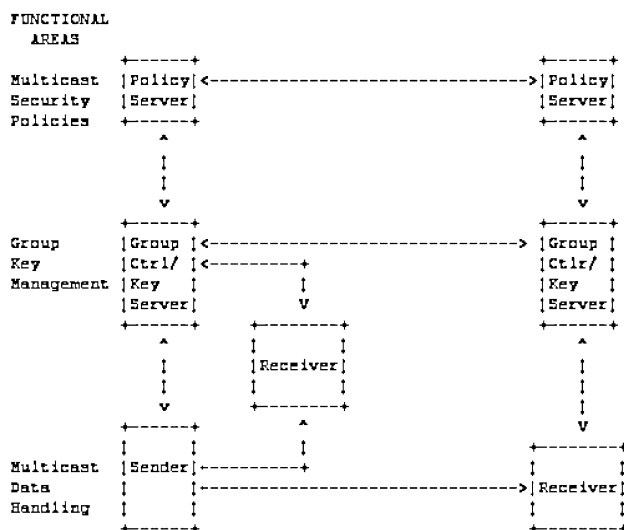 FUNCTIONAL
AREAS
Multicast Policy Policy
Security Server Server
Policies
Group Group Group
Key Ctrl/ Ctlr/
Management Key Key
Server Server
Receiver
Multicast Sender
Data Receiver
Handling